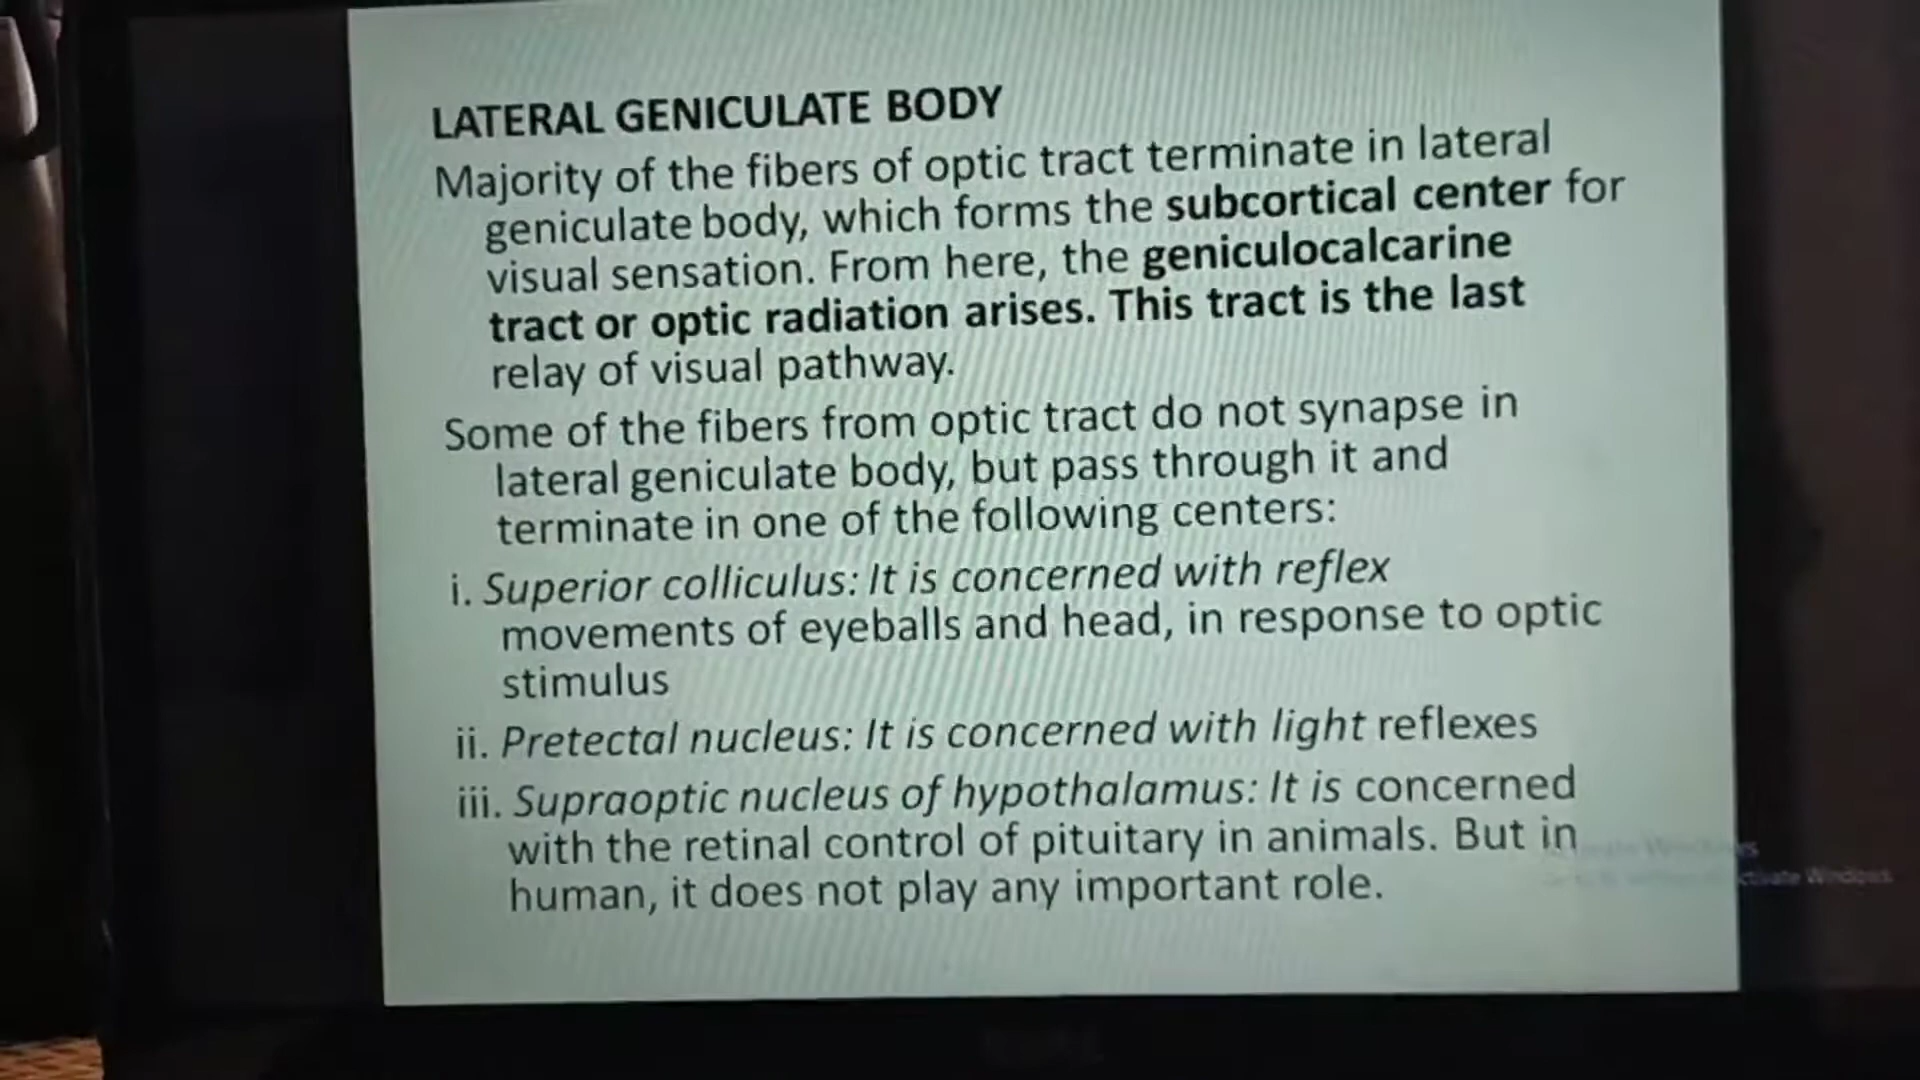 LATERAL GENICULATE BODY
Majority of the fibers of optic tract terminate in lateral
geniculate body, which forms the subcortical center for
visual sensation. From here, the geniculocalcarine
tract or optic radiation arises. This tract is the last
relay of visual pathway.
Some of the fibers from optic tract do not synapse in
lateral geniculate body, but pass through it and
terminate in one of the following centers:
i. Superior colliculus: It is concerned with reflex
movements of eyeballs and head, in response to optic
stimulus
ii. Pretectal nucleus: It is concerned with light reflexes
iii. Supraoptic nucleus of hypothalamus: It is concerned
with the retinal control of pituitary in animals. But in
human, it does not play any important role.